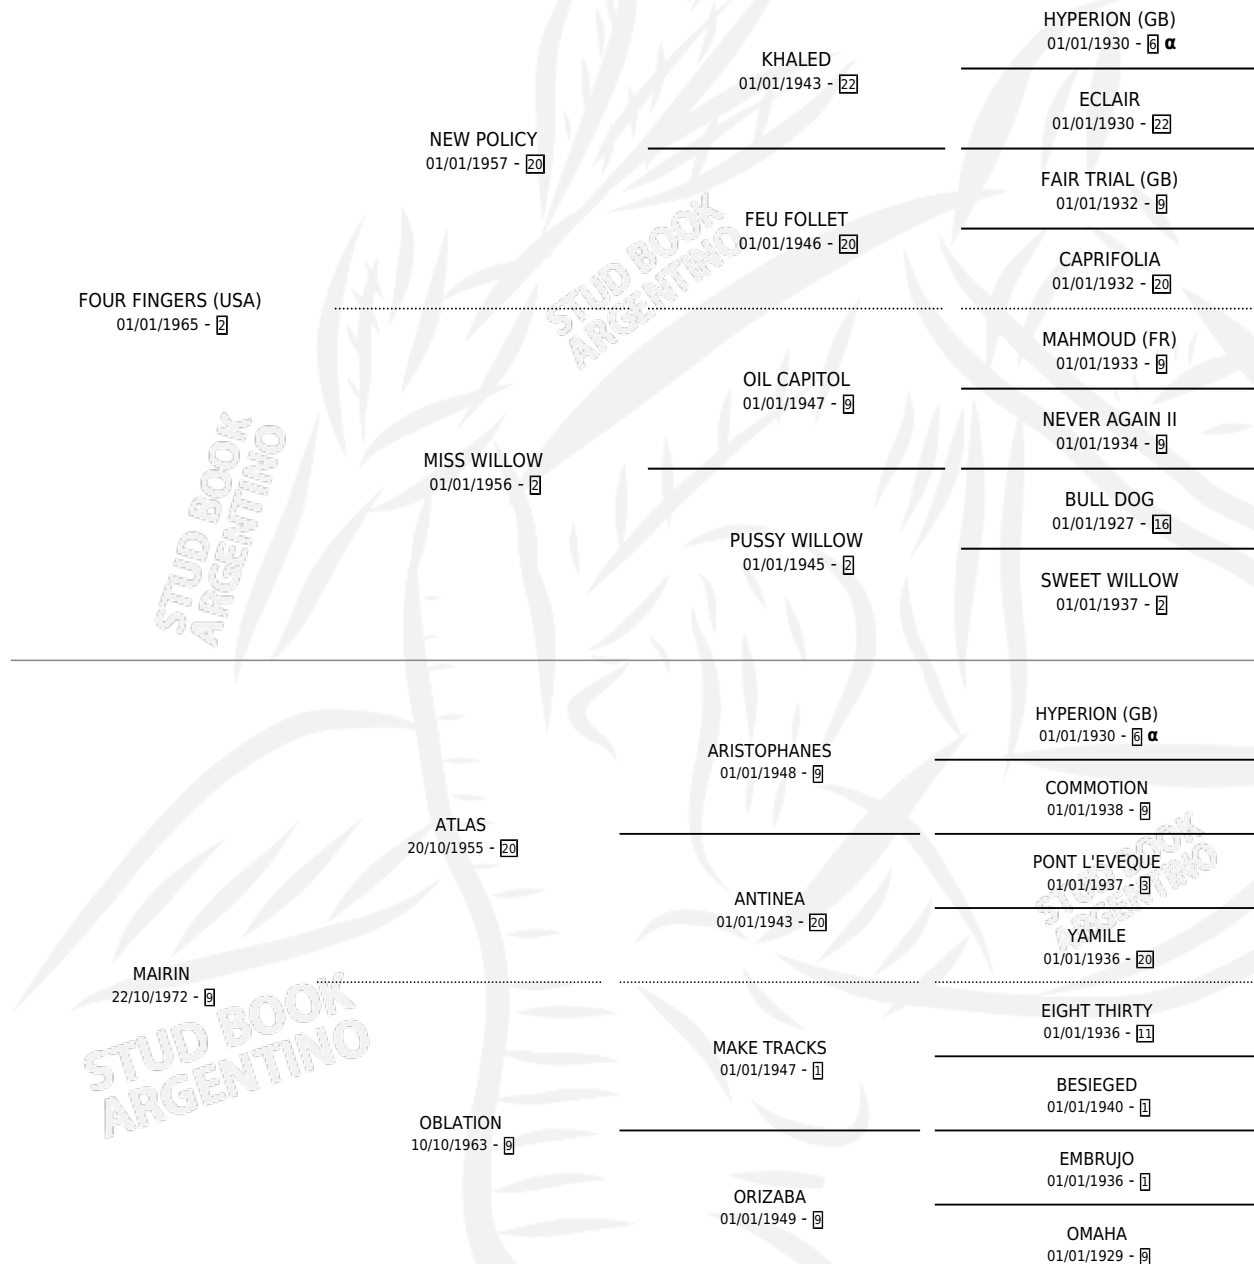 HYPERION (GB)
01/01/1930 - 6 α
KHALED
01/01/1943 - 22
ECLAIR
01/01/1930 - 22
NEW POLICY
01/01/1957 - 20
FAIR TRIAL (GB)
01/01/1932 - 9
FEU FOLLET
01/01/1946 - 20
CAPRIFOLIA
01/01/1932 - 20
FOUR FINGERS (USA)
01/01/1965 - 2
MAHMOUD (FR)
01/01/1933 - 9
OIL CAPITOL
01/01/1947 - 9
NEVER AGAIN II
01/01/1934 - 9
MISS WILLOW
01/01/1956 - 2
BULL DOG
01/01/1927 - 16
PUSSY WILLOW
01/01/1945 - 2
SWEET WILLOW
01/01/1937 - 2
HYPERION (GB)
01/01/1930 - 6 α
ARISTOPHANES
01/01/1948 - 9
COMMOTION
01/01/1938 - 9
ATLAS
20/10/1955 - 20
PONT L'EVEQUE
01/01/1937 - 3
ANTINEA
01/01/1943 - 20
YAMILE
01/01/1936 - 20
MAIRIN
22/10/1972 - 9
EIGHT THIRTY
01/01/1936 - 11
MAKE TRACKS
01/01/1947 - 1
BESIEGED
01/01/1940 - 1
OBLATION
10/10/1963 - 9
EMBRUJO
01/01/1936 - 1
ORIZABA
01/01/1949 - 9
OMAHA
01/01/1929 - 9
STUD BOOK
ARGENTINO
STUD BOOK
ARGENTINO
STUD BOOK
ARGENTINO
STUD BOOK
ARGENTINO